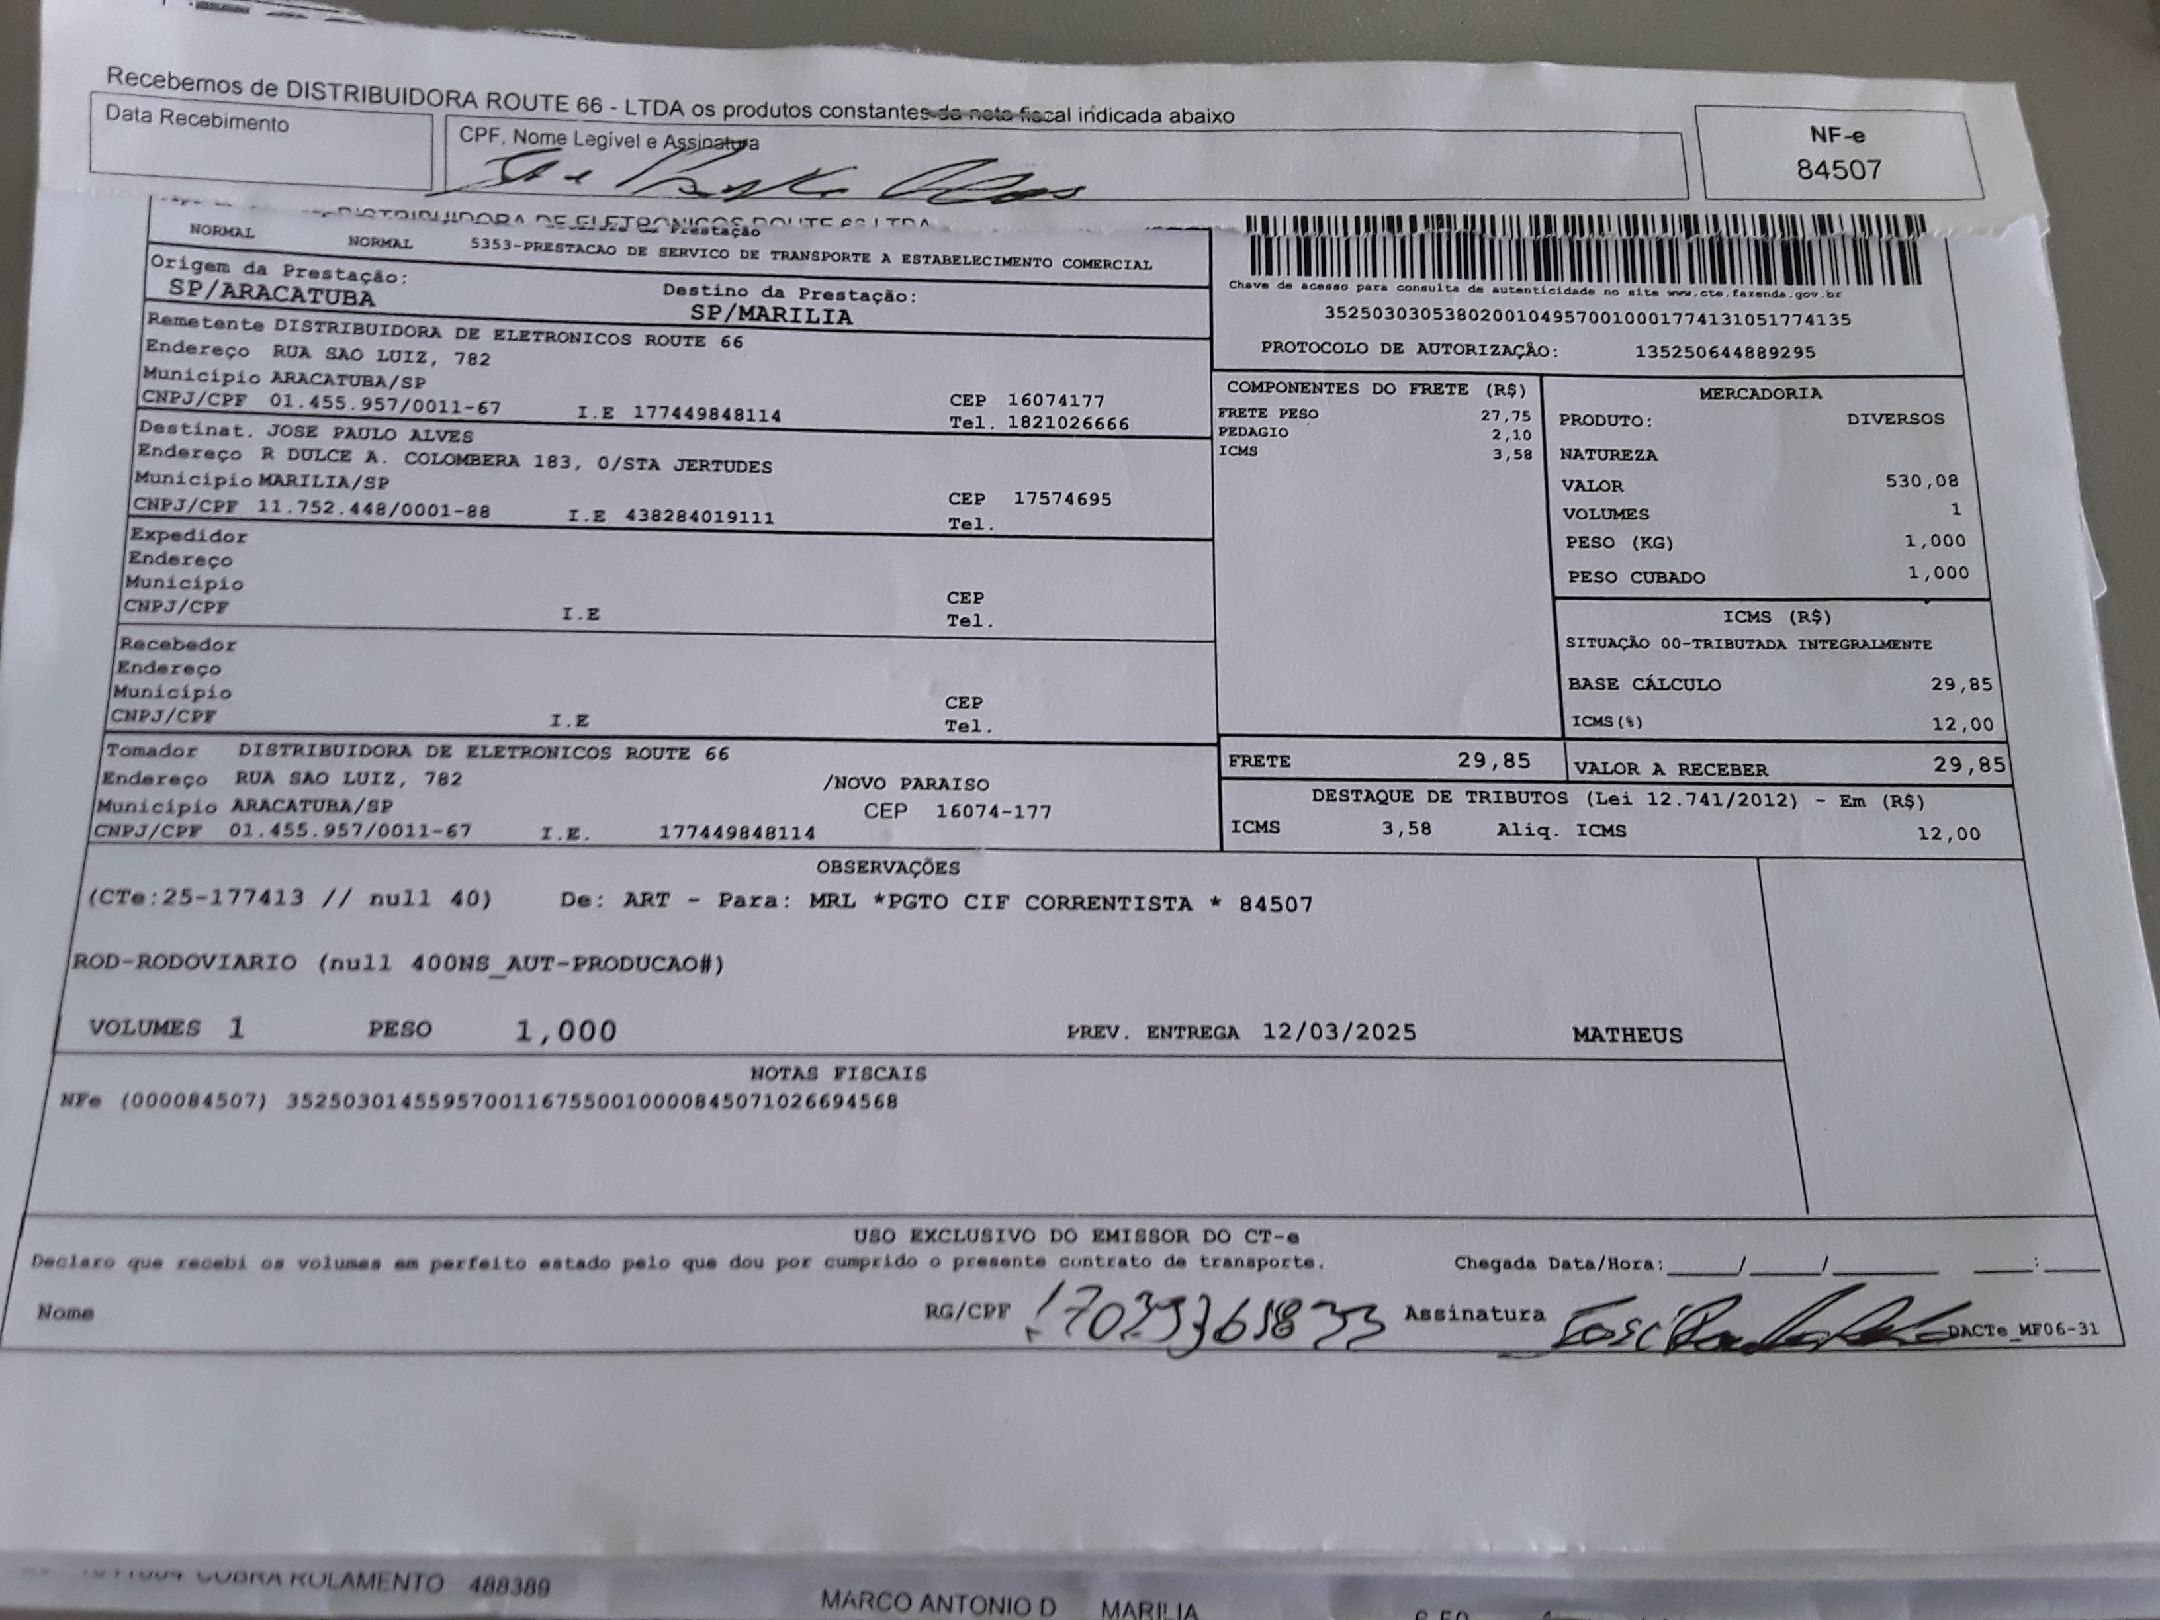 Recebemos de DISTRIBUIDORA ROUTE 66 - LTDA os produtos constantes da nota fiscal indicada abaixo
Data Recebimento
CPF, Nome Legível e Assinatura
NF-e
84507
DISTRIBUIDORA DE ELETRONICOS ROUTE 66 LTDA
Prestação
NORMAL NORMAL 5353-PRESTACAO DE SERVICO DE TRANSPORTE A ESTABELECIMENTO COMERCIAL
Origem da Prestação: Destino da Prestação:
SP/ARACATUBA SP/MARILIA
Remetente DISTRIBUIDORA DE ELETRONICOS ROUTE 66
Endereço RUA SAO LUIZ, 782
Município ARACATUBA/SP CEP 16074177
CNPJ/CPF 01.455.957/0011-67 I.E 177449848114 Tel. 1821026666
Destinat. JOSE PAULO ALVES
Endereço R DULCE A. COLOMBERA 183, 0/STA JERTUDES
Município MARILIA/SP CEP 17574695
CNPJ/CPF 11.752.448/0001-88 I.E 438284019111 Tel.
Expedidor
Endereço
Município CEP
CNPJ/CPF I.E Tel.
Recebedor
Endereço
Município CEP
CNPJ/CPF I.E Tel.
Tomador DISTRIBUIDORA DE ELETRONICOS ROUTE 66
Endereço RUA SAO LUIZ, 782 /NOVO PARAISO
Município ARACATUBA/SP CEP 16074-177
CNPJ/CPF 01.455.957/0011-67 I.E. 177449848114
Chave de acesso para consulta de autenticidade no site www.cte.fazenda.gov.br
35250303053802001049570010001774131051774135
PROTOCOLO DE AUTORIZAÇÃO: 135250644889295
COMPONENTES DO FRETE (R$)
FRETE PESO 27,75
PEDAGIO 2,10
ICMS 3,58
MERCADORIA
PRODUTO: DIVERSOS
NATUREZA
VALOR 530,08
VOLUMES 1
PESO (KG) 1,000
PESO CUBADO 1,000
ICMS (R$)
SITUAÇÃO 00-TRIBUTADA INTEGRALMENTE
BASE CÁLCULO 29,85
ICMS(%) 12,00
FRETE 29,85 VALOR A RECEBER 29,85
DESTAQUE DE TRIBUTOS (Lei 12.741/2012) - Em (R$)
ICMS 3,58 Aliq. ICMS 12,00
OBSERVAÇÕES
(CTe:25-177413 // null 40) De: ART - Para: MRL *PGTO CIF CORRENTISTA * 84507
ROD-RODOVIARIO (null 400NS_AUT-PRODUCAO#)
VOLUMES 1 PESO 1,000 PREV. ENTREGA 12/03/2025 MATHEUS
NOTAS FISCAIS
NFe (000084507) 35250301455957001167550010000845071026694568
USO EXCLUSIVO DO EMISSOR DO CT-e
Declaro que recebi os volumes em perfeito estado pelo que dou por cumprido o presente contrato de transporte. Chegada Data/Hora:____/____/______ ___:___
Nome RG/CPF Assinatura DACTe_MF06-31
COBRA ROLAMENTO 488389
MARCO ANTONIO D MARILIA